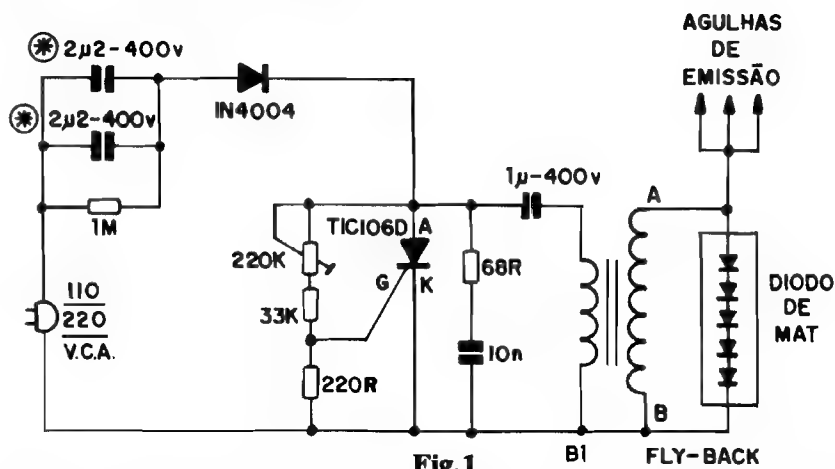 AGULHAS
DE
EMISSÃO
✱ 2µ2-400v
IN4004
✱ 2µ2-400v
1M
1µ-400v
A
TIC106D A
220K
G
K
68R
33K
DIODO
DE
MAT
110
220
V.C.A.
10n
220R
B
B1
FLY-BACK
Fig.1